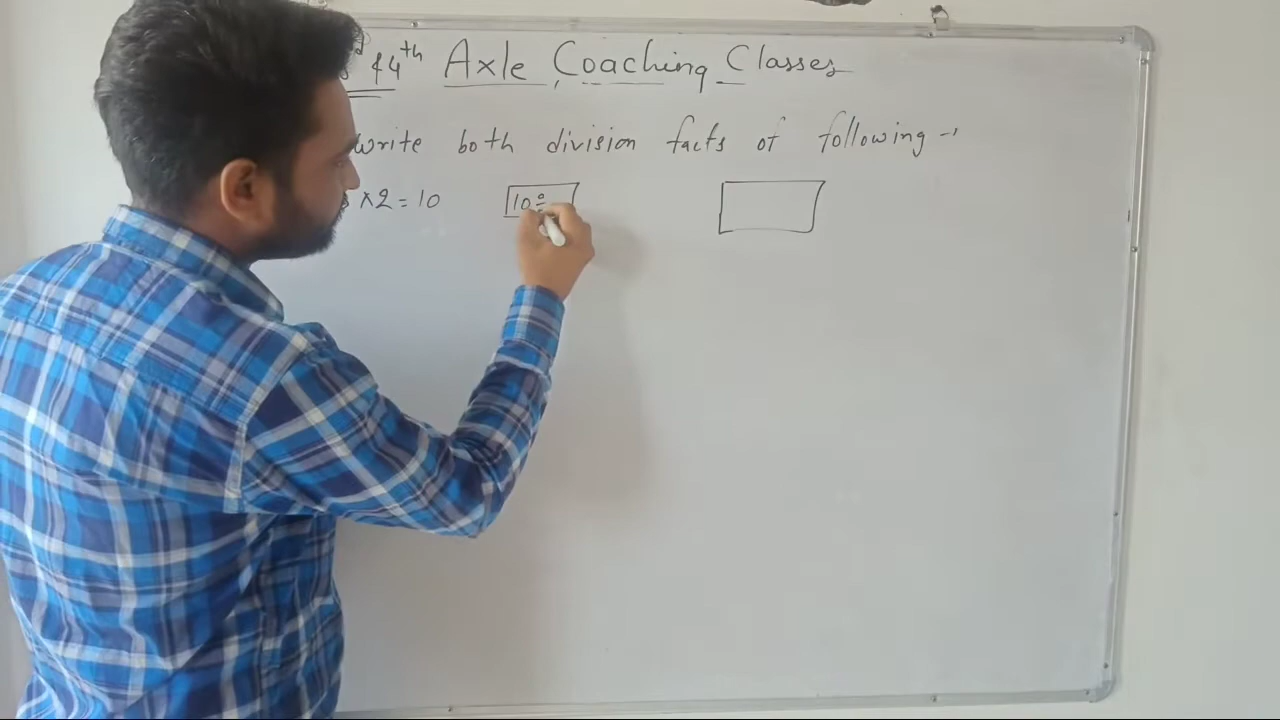 &4th Axle Coaching Classes
write both division facts of following -
×2 = 10 10÷